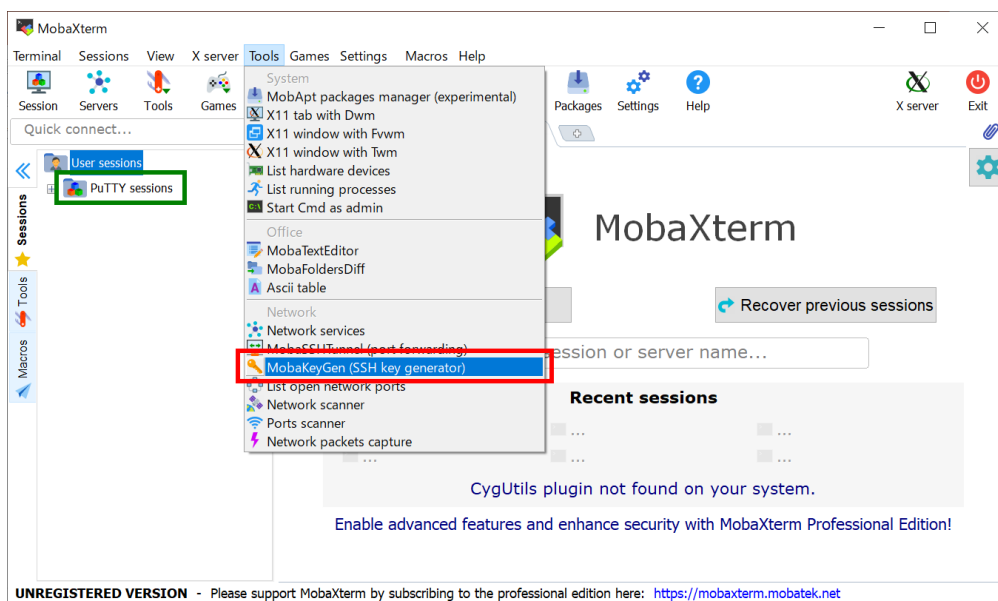 MobaXterm
Terminal Sessions View X server Tools Games Settings Macros Help
Session Servers Tools Games Packages Settings Help X server Exit
Quick connect...
User sessions
PuTTY sessions
Sessions
Tools
Macros
System
MobApt packages manager (experimental)
X11 tab with Dwm
X11 window with Fvwm
X11 window with Twm
List hardware devices
List running processes
Start Cmd as admin
Office
MobaTextEditor
MobaFoldersDiff
Ascii table
Network
Network services
MobaSSHTunnel (port forwarding)
MobaKeyGen (SSH key generator)
List open network ports
Network scanner
Ports scanner
Network packets capture
MobaXterm
Recover previous sessions
ession or server name...
Recent sessions
... ...
... ... ...
CygUtils plugin not found on your system.
Enable advanced features and enhance security with MobaXterm Professional Edition!
UNREGISTERED VERSION - Please support MobaXterm by subscribing to the professional edition here: https://mobaxterm.mobatek.net